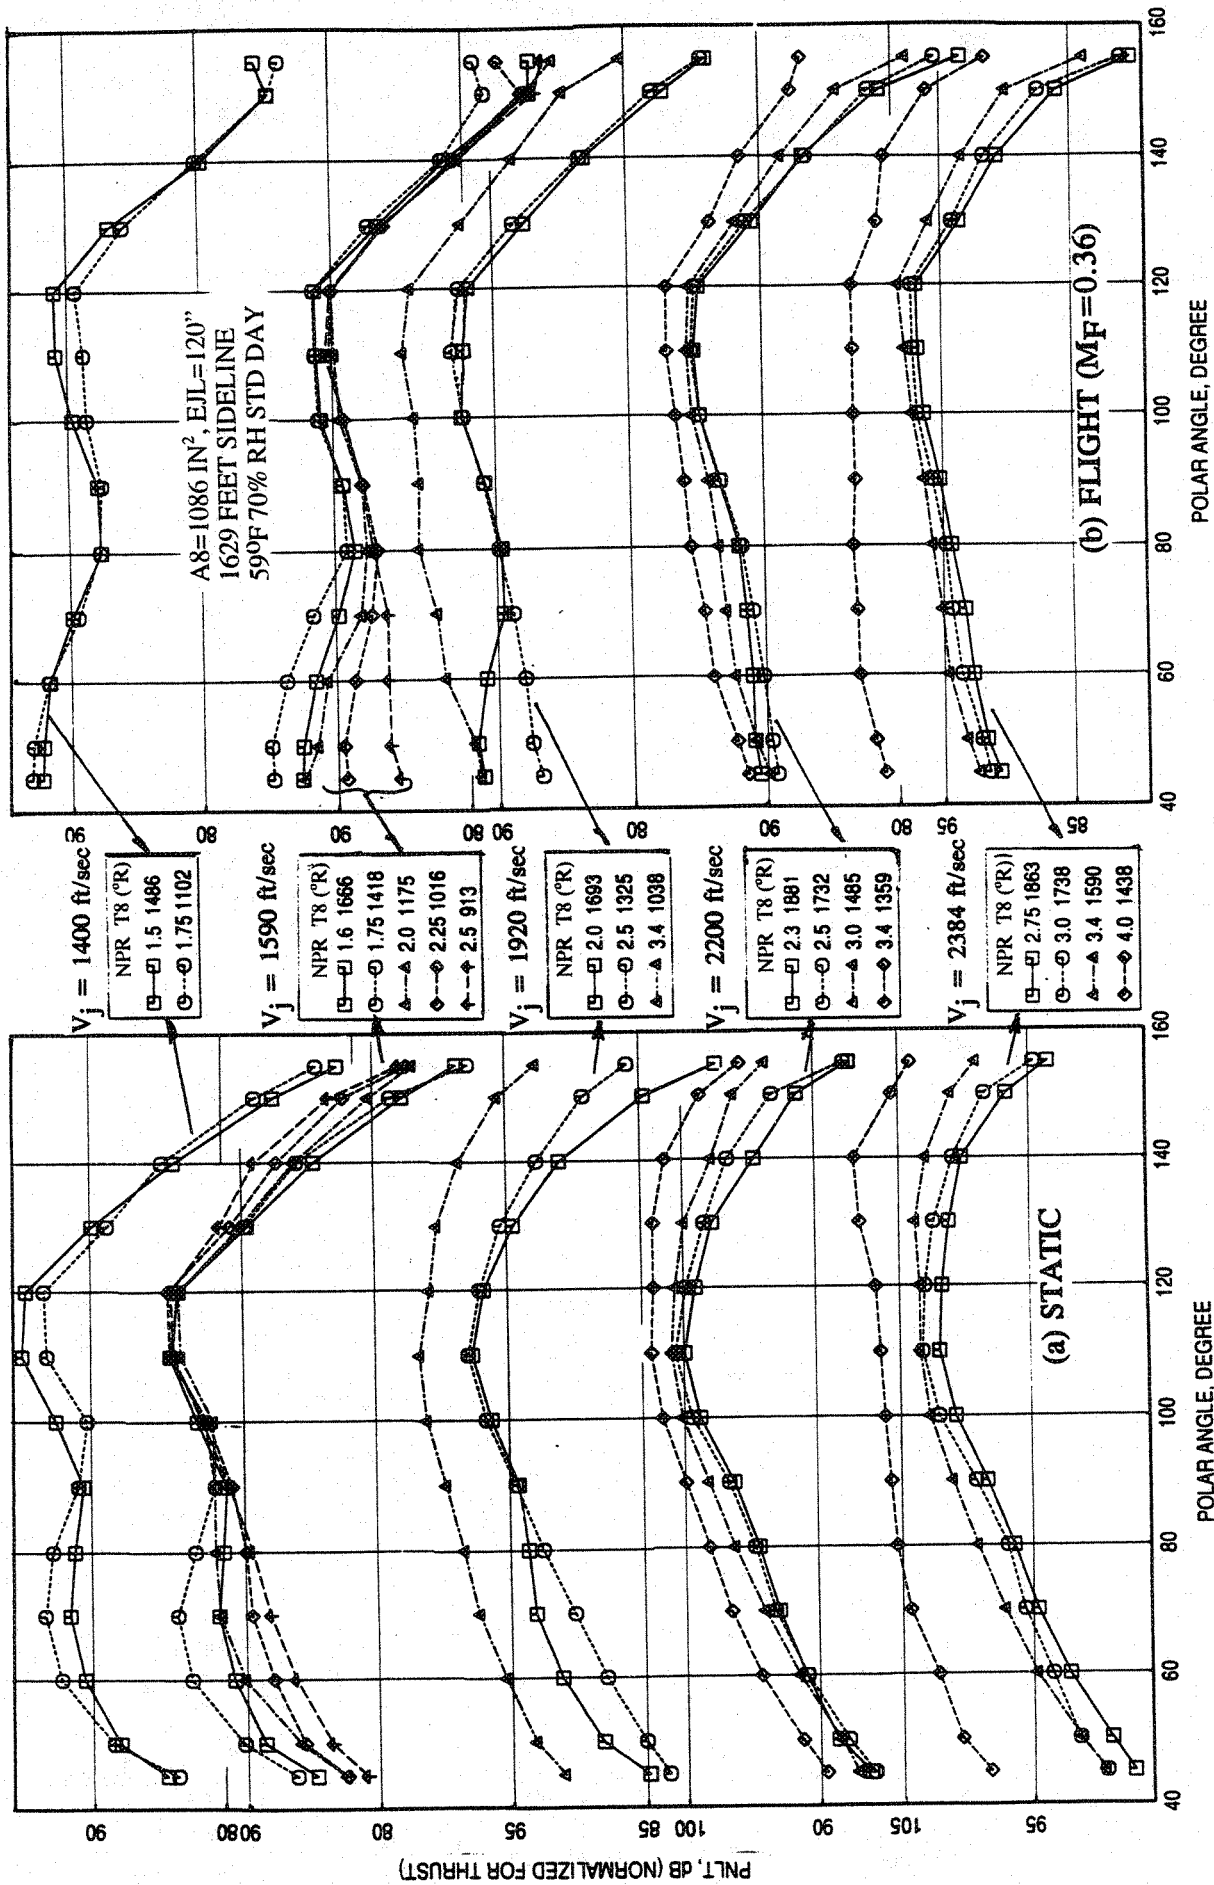 PNLT, dB (NORMALIZED FOR THRUST)
90
80
90
80
95
85
100
90
105
95
40
60
80
100
120
140
160
POLAR ANGLE, DEGREE
(a) STATIC
Vj = 1400 ft/sec
NPR T8 (°R)
1.5 1486
1.75 1102
Vj = 1590 ft/sec
NPR T8 (°R)
1.6 1666
1.75 1418
2.0 1175
2.25 1016
2.5 913
Vj = 1920 ft/sec
NPR T8 (°R)
2.0 1693
2.5 1325
3.4 1038
Vj = 2200 ft/sec
NPR T8 (°R)
2.3 1881
2.5 1732
3.0 1485
3.4 1359
Vj = 2384 ft/sec
NPR T8 (°R))
2.75 1863
3.0 1738
3.4 1590
4.0 1438
90
80
90
80
90
80
90
80
95
85
A8=1086 IN², EJL=120"
1629 FEET SIDELINE
59ºF 70% RH STD DAY
(b) FLIGHT (MF=0.36)
40
60
80
100
120
140
160
POLAR ANGLE, DEGREE